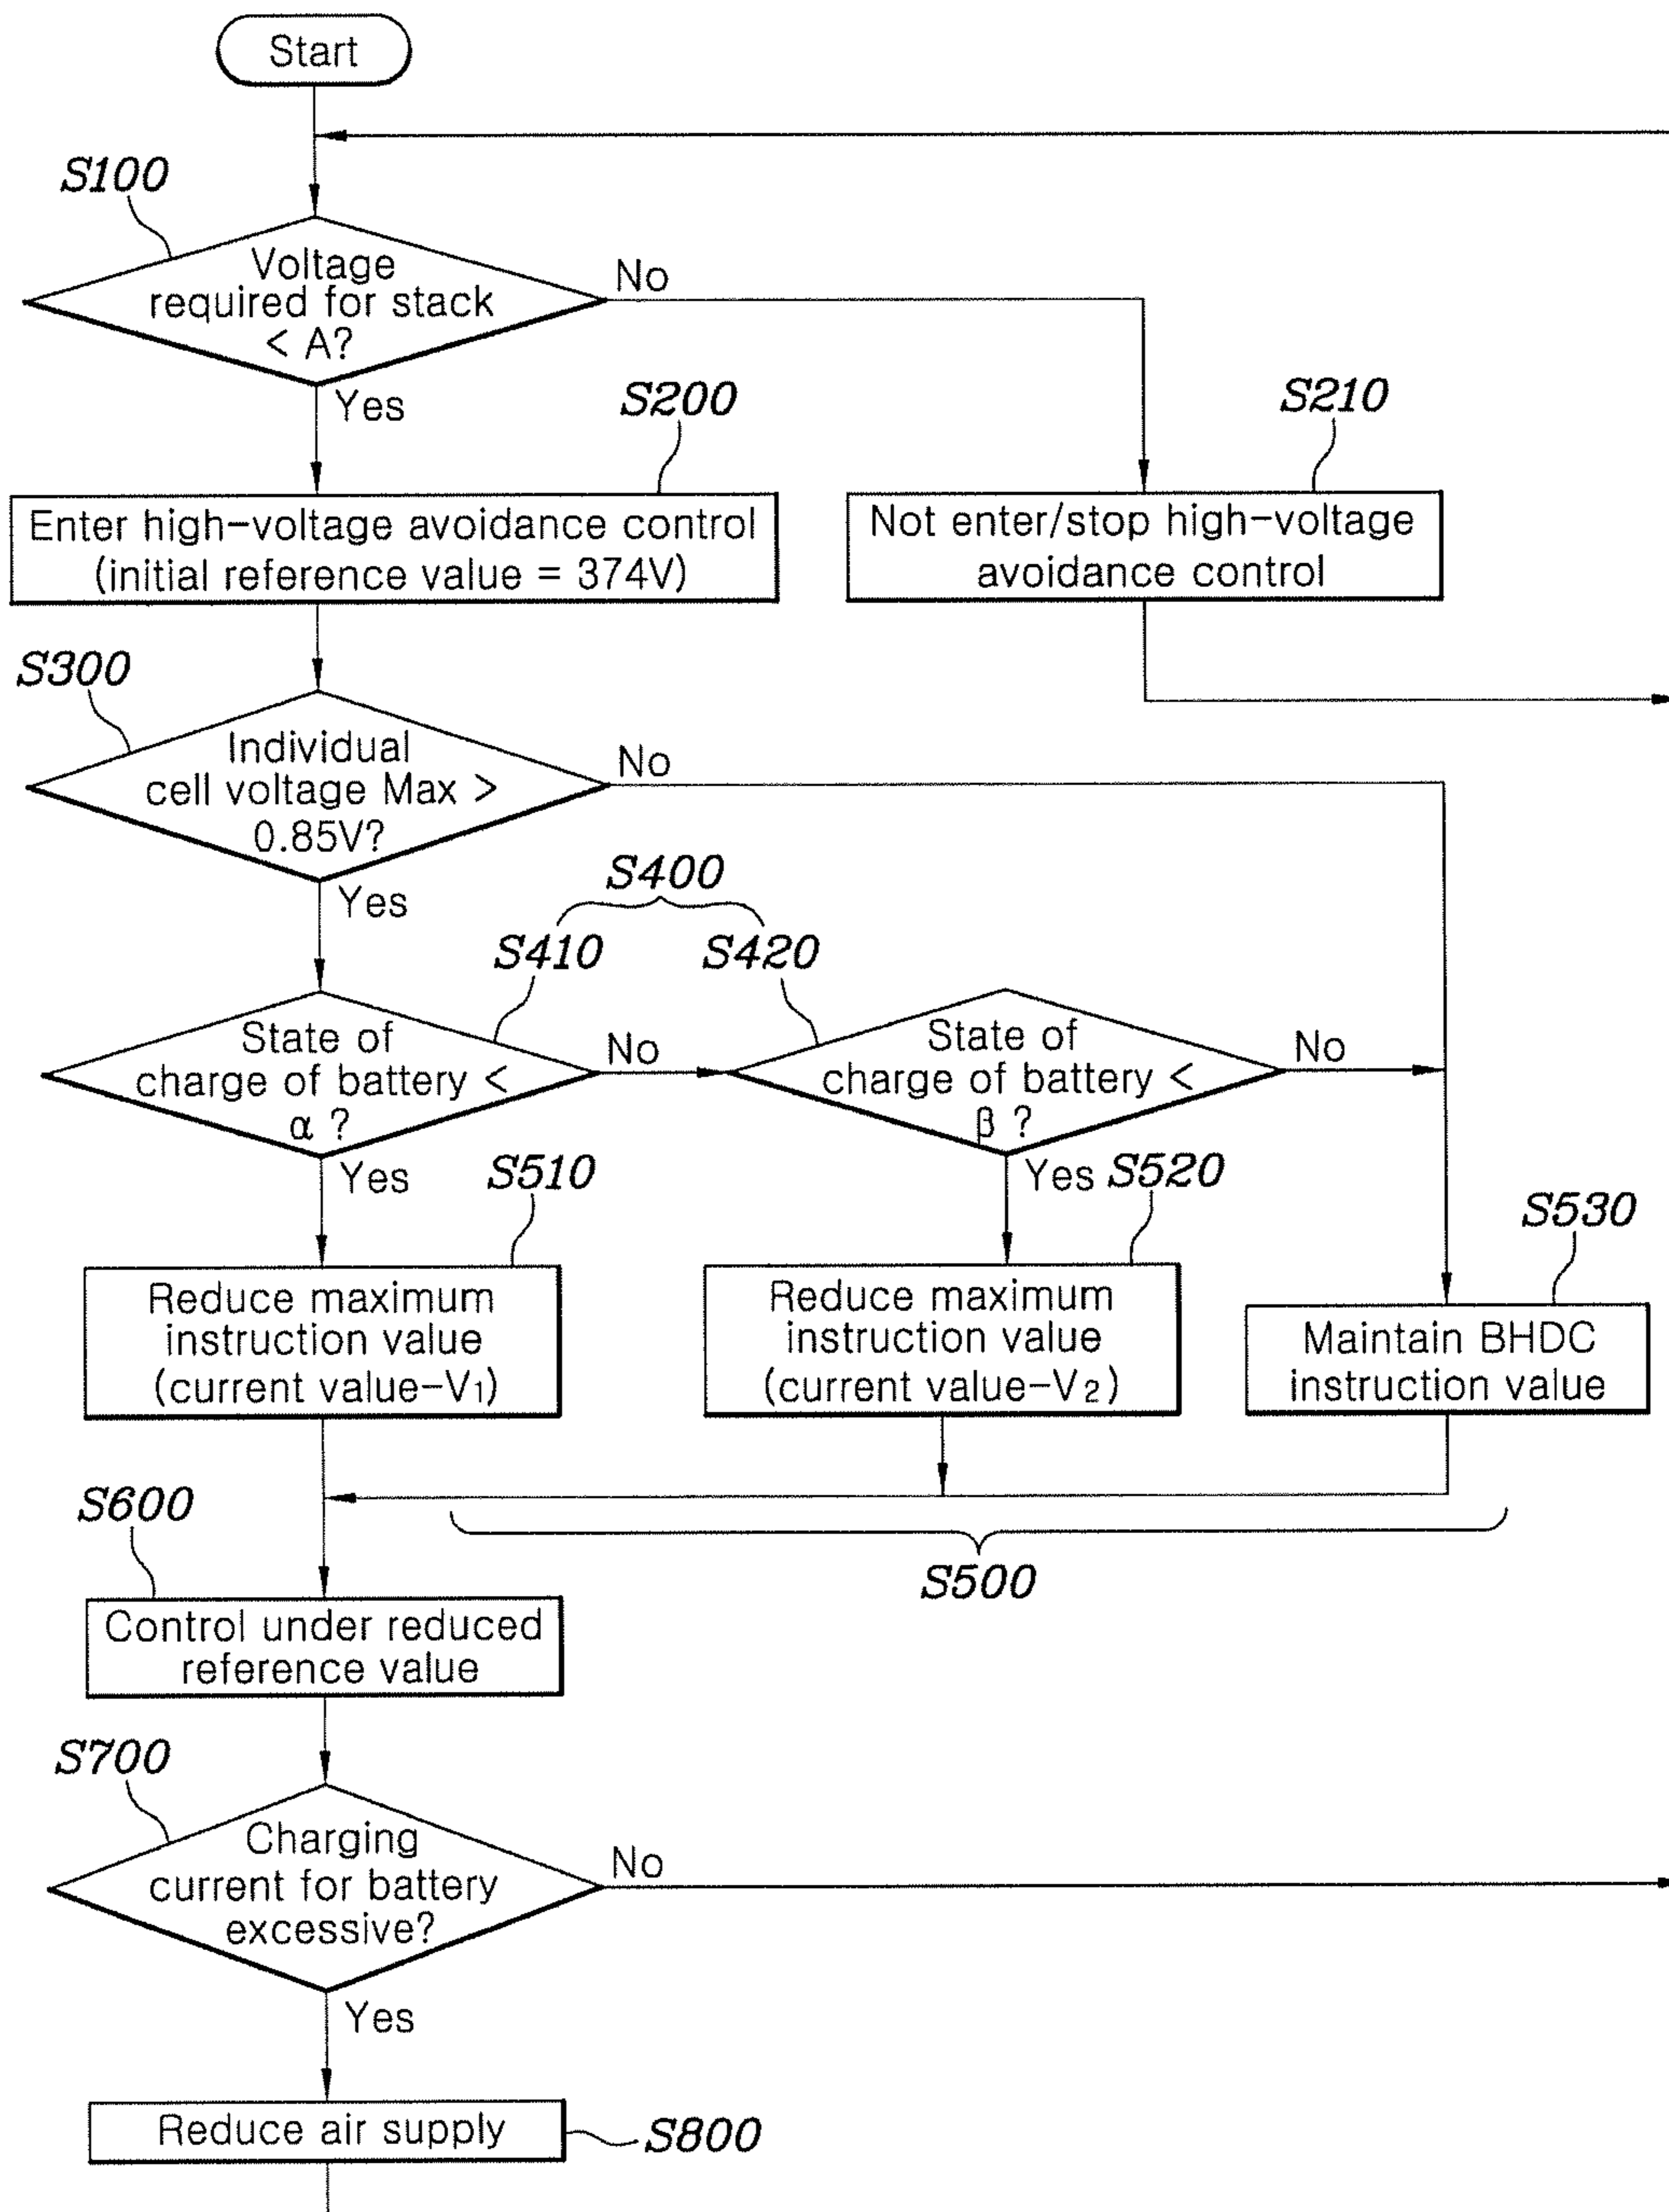 Start
S100
Voltage
required for stack
< A?
No
Yes
S200
S210
Enter high-voltage avoidance control
(initial reference value = 374V)
Not enter/stop high-voltage
avoidance control
S300
Individual
cell voltage Max >
0.85V?
No
Yes
S400
S410
S420
State of
charge of battery <
α ?
No
State of
charge of battery <
β ?
No
Yes
S510
Yes
S520
S530
Reduce maximum
instruction value
(current value-V1)
Reduce maximum
instruction value
(current value-V2)
Maintain BHDC
instruction value
S600
S500
Control under reduced
reference value
S700
Charging
current for battery
excessive?
No
Yes
Reduce air supply
S800